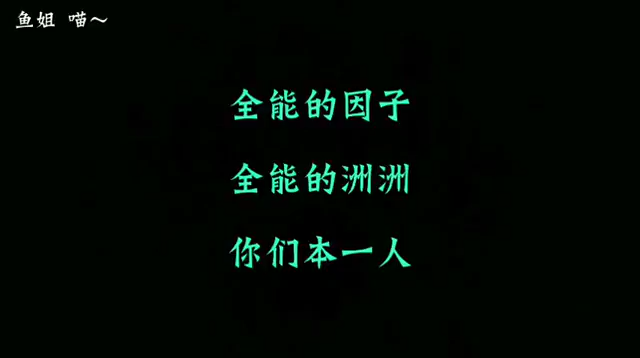 鱼姐 喵~
全能的因子
全能的洲洲
你们本一人